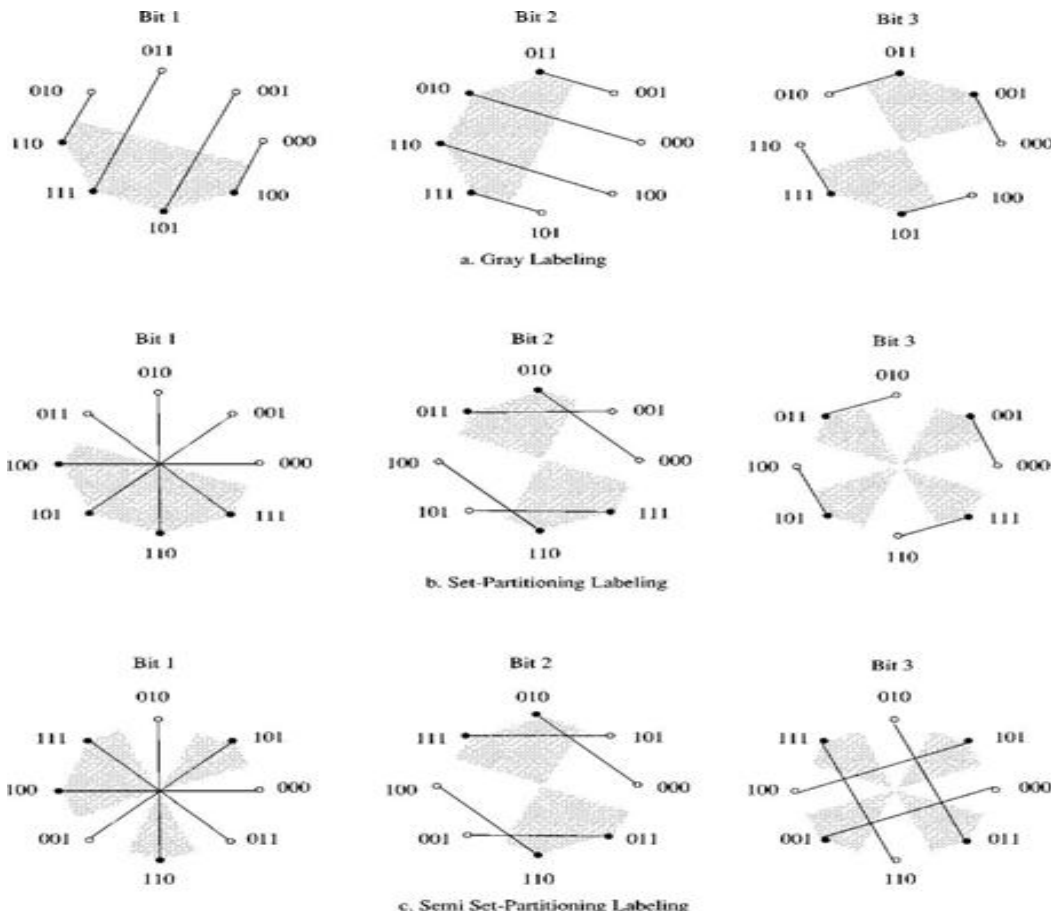 Bit 1 Bit 2 Bit 3
011 011 011
010 001 010 001 010 001
110 000 110 000 110 000
111 100 111 100 111 100
101 101 101
a. Gray Labeling
Bit 1 Bit 2 Bit 3
010 010 010
011 001 011 001 011 001
100 000 100 000 100 000
101 111 101 111 101 111
110 110 110
b. Set-Partitioning Labeling
Bit 1 Bit 2 Bit 3
010 010 010
111 101 111 101 111 101
100 000 100 000 100 000
001 011 001 011 001 011
110 110 110
c. Semi Set-Partitioning Labeling